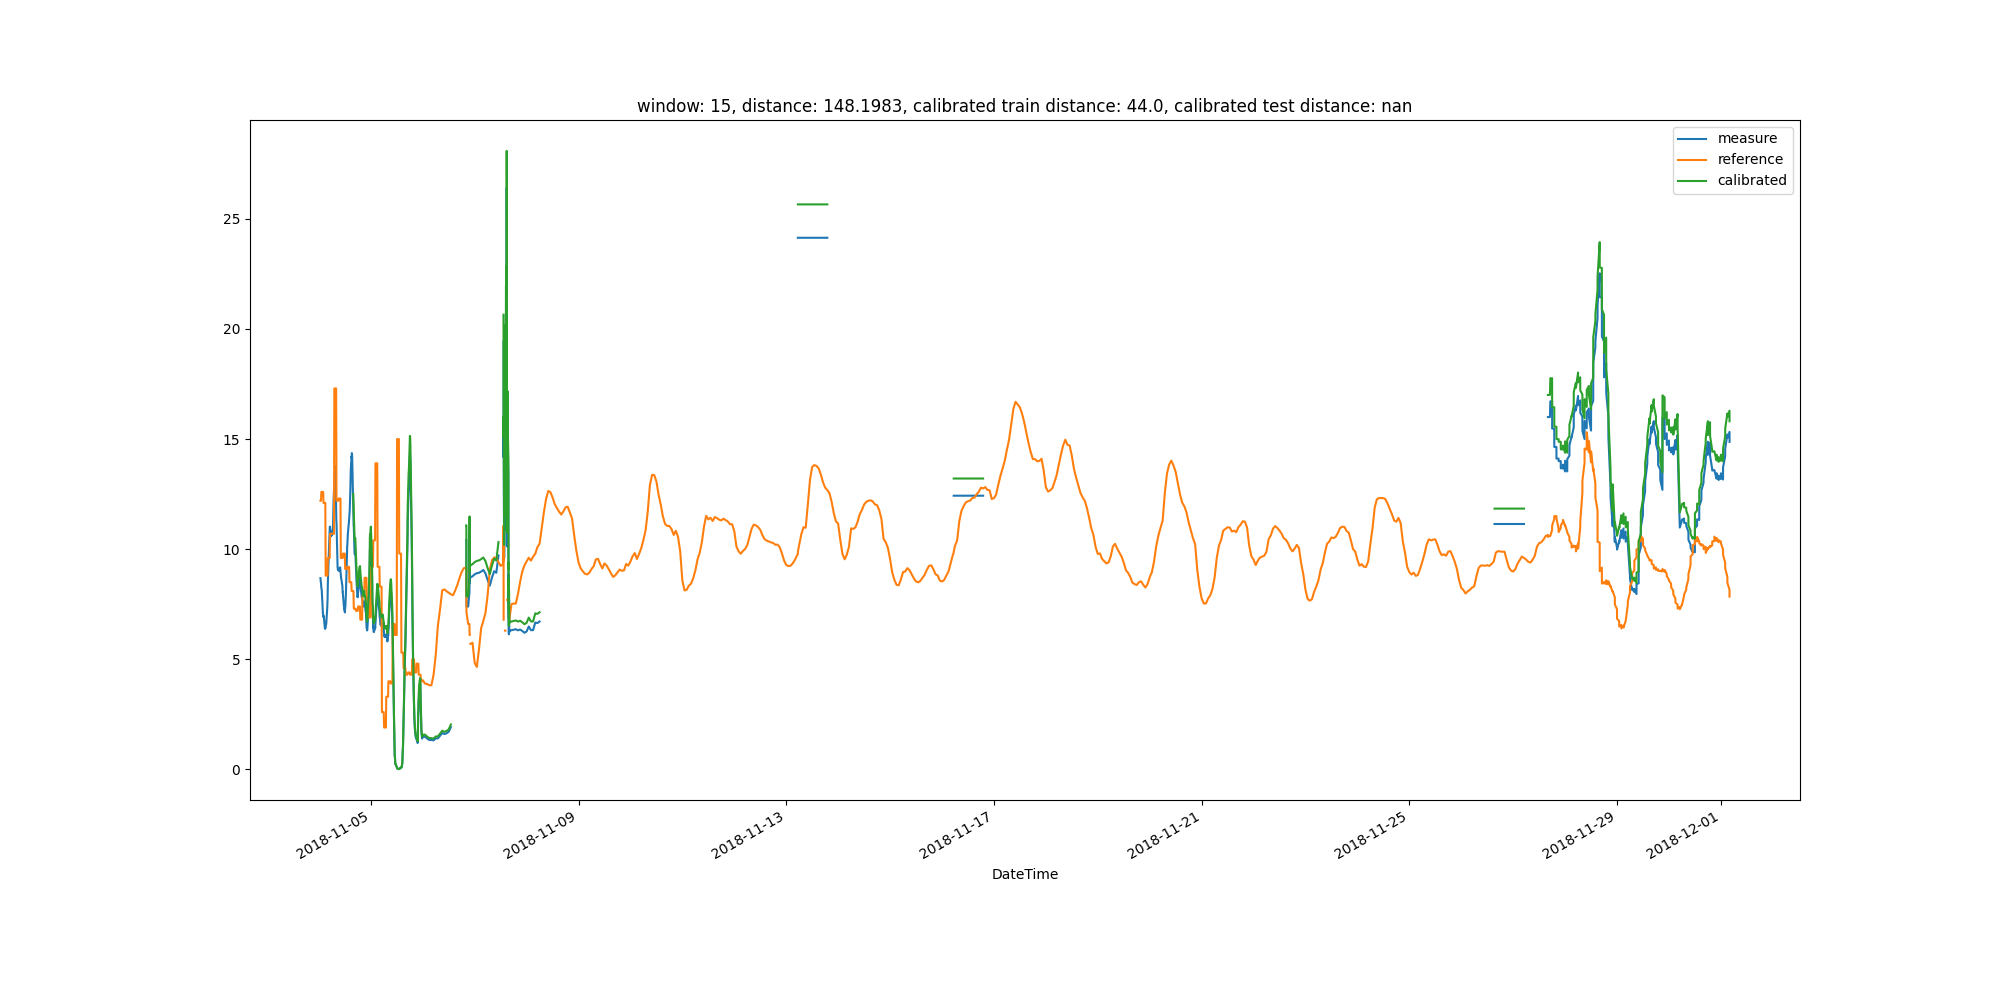 window: 15, distance: 148.1983, calibrated train distance: 44.0, calibrated test distance: nan
measure
reference
calibrated
25
20
15
10
5
0
2018-11-05
2018-11-09
2018-11-13
2018-11-17
2018-11-21
2018-11-25
2018-11-29
2018-12-01
DateTime